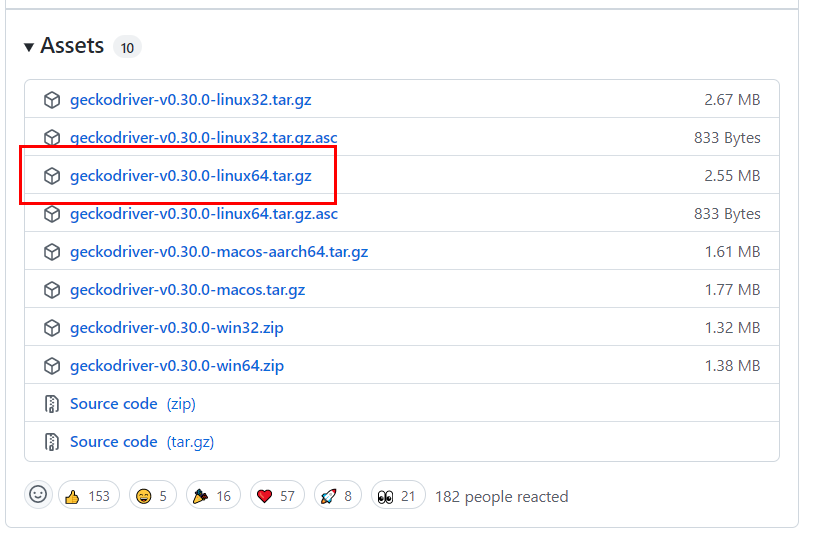 Assets 10
geckodriver-v0.30.0-linux32.tar.gz 2.67 MB
geckodriver-v0.30.0-linux32.tar.gz.asc 833 Bytes
geckodriver-v0.30.0-linux64.tar.gz 2.55 MB
geckodriver-v0.30.0-linux64.tar.gz.asc 833 Bytes
geckodriver-v0.30.0-macos-aarch64.tar.gz 1.61 MB
geckodriver-v0.30.0-macos.tar.gz 1.77 MB
geckodriver-v0.30.0-win32.zip 1.32 MB
geckodriver-v0.30.0-win64.zip 1.38 MB
Source code (zip)
Source code (tar.gz)
153 5 16 57 8 21 182 people reacted